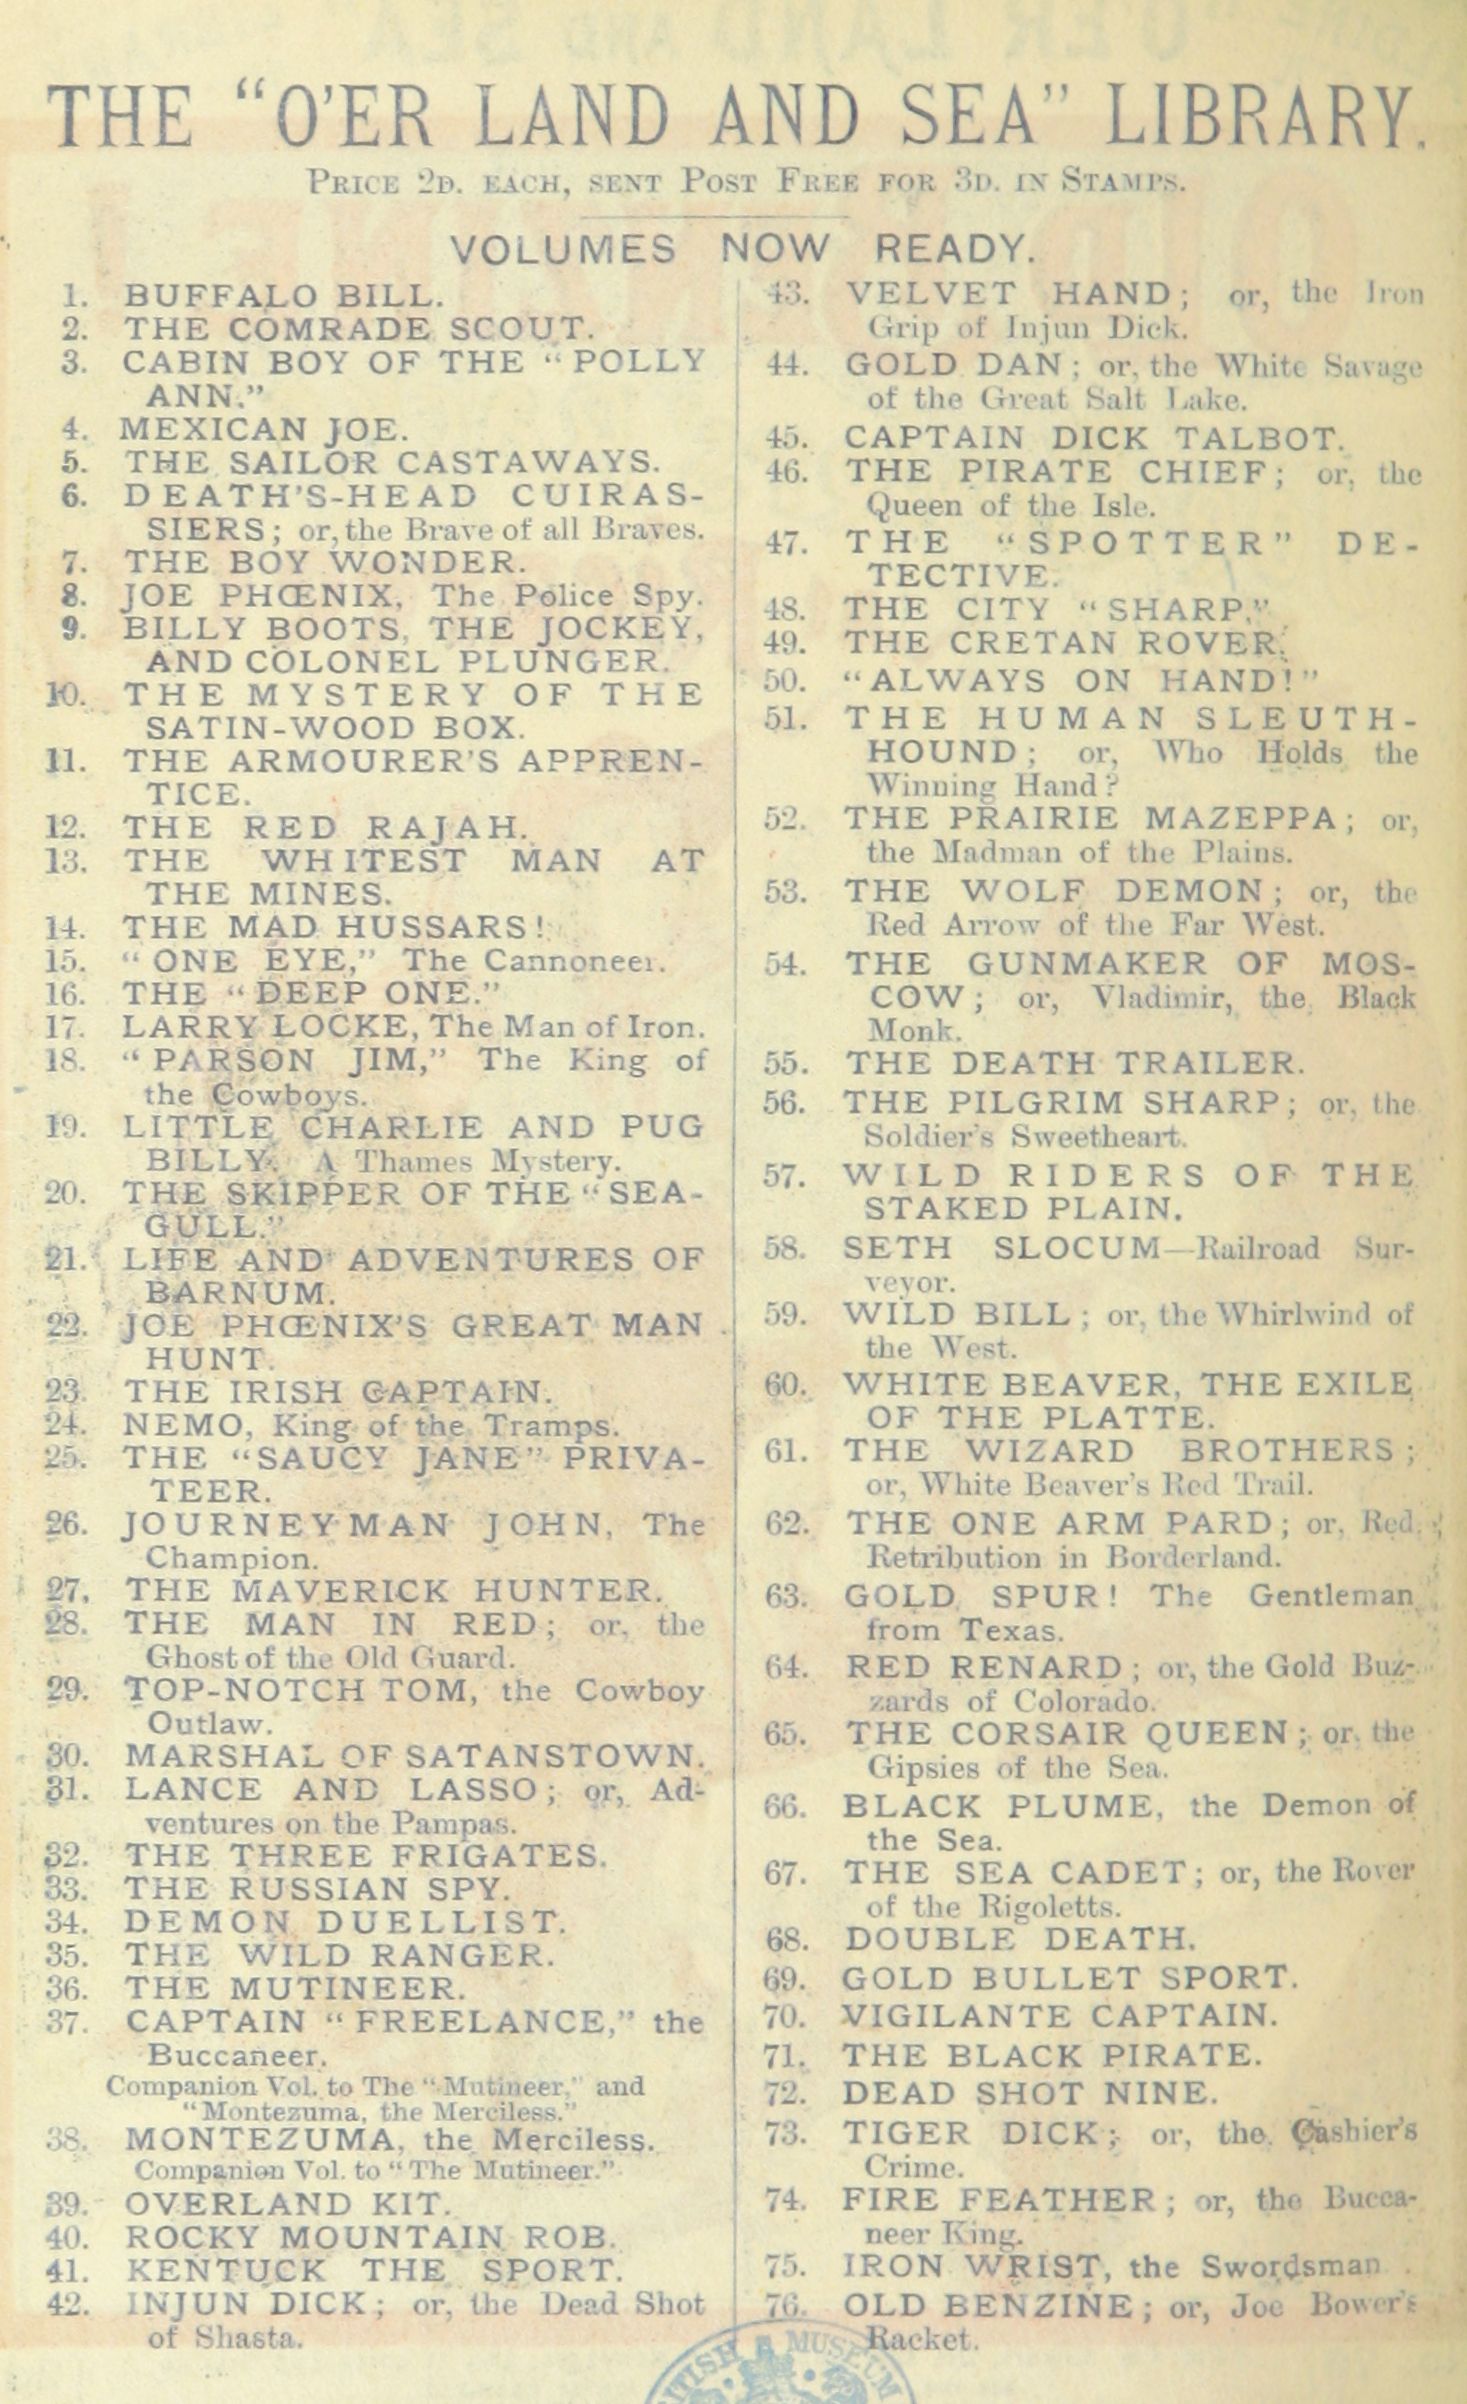 THE "O'ER LAND AND SEA" LIBRARY.
PRICE 2D. EACH, SENT POST FREE FOR 3D. IN STAMPS.
VOLUMES NOW READY.
1. BUFFALO BILL.
2. THE COMRADE SCOUT.
3. CABIN BOY OF THE "POLLY
ANN."
4. MEXICAN JOE.
5. THE SAILOR CASTAWAYS.
6. DEATH'S-HEAD CUIRAS-
SIERS; or, the Brave of all Braves.
7. THE BOY WONDER.
8. JOE PHŒNIX, The Police Spy.
9. BILLY BOOTS, THE JOCKEY,
AND COLONEL PLUNGER.
10. THE MYSTERY OF THE
SATIN-WOOD BOX.
11. THE ARMOURER'S APPREN-
TICE.
12. THE RED RAJAH.
13. THE WHITEST MAN AT
THE MINES.
14. THE MAD HUSSARS!
15. "ONE EYE," The Cannoneer.
16. THE "DEEP ONE."
17. LARRY LOCKE, The Man of Iron.
18. "PARSON JIM," The King of
the Cowboys.
19. LITTLE CHARLIE AND PUG
BILLY. A Thames Mystery.
20. THE SKIPPER OF THE "SEA-
GULL."
21. LIFE AND ADVENTURES OF
BARNUM.
22. JOE PHŒNIX'S GREAT MAN
HUNT.
23. THE IRISH CAPTAIN.
24. NEMO, King of the Tramps.
25. THE "SAUCY JANE" PRIVA-
TEER.
26. JOURNEYMAN JOHN, The
Champion.
27. THE MAVERICK HUNTER.
28. THE MAN IN RED; or, the
Ghost of the Old Guard.
29. TOP-NOTCH TOM, the Cowboy
Outlaw.
30. MARSHAL OF SATANSTOWN.
31. LANCE AND LASSO; or, Ad-
ventures on the Pampas.
32. THE THREE FRIGATES.
33. THE RUSSIAN SPY.
34. DEMON DUELLIST.
35. THE WILD RANGER.
36. THE MUTINEER.
37. CAPTAIN "FREELANCE," the
Buccaneer.
Companion Vol. to The "Mutineer," and
"Montezuma, the Merciless."
38. MONTEZUMA, the Merciless.
Companion Vol. to "The Mutineer."
39. OVERLAND KIT.
40. ROCKY MOUNTAIN ROB.
41. KENTUCK THE SPORT.
42. INJUN DICK; or, the Dead Shot
of Shasta.
43. VELVET HAND; or, the Iron
Grip of Injun Dick.
44. GOLD DAN; or, the White Savage
of the Great Salt Lake.
45. CAPTAIN DICK TALBOT.
46. THE PIRATE CHIEF; or, the
Queen of the Isle.
47. THE "SPOTTER" DE-
TECTIVE.
48. THE CITY "SHARP."
49. THE CRETAN ROVER.
50. "ALWAYS ON HAND!"
51. THE HUMAN SLEUTH-
HOUND; or, Who Holds the
Winning Hand?
52. THE PRAIRIE MAZEPPA; or,
the Madman of the Plains.
53. THE WOLF DEMON; or, the
Red Arrow of the Far West.
54. THE GUNMAKER OF MOS-
COW; or, Vladimir, the Black
Monk.
55. THE DEATH TRAILER.
56. THE PILGRIM SHARP; or, the
Soldier's Sweetheart.
57. WILD RIDERS OF THE
STAKED PLAIN.
58. SETH SLOCUM—Railroad Sur-
veyor.
59. WILD BILL; or, the Whirlwind of
the West.
60. WHITE BEAVER, THE EXILE
OF THE PLATTE.
61. THE WIZARD BROTHERS;
or, White Beaver's Red Trail.
62. THE ONE ARM PARD; or, Red
Retribution in Borderland.
63. GOLD SPUR! The Gentleman
from Texas.
64. RED RENARD; or, the Gold Buz-
zards of Colorado.
65. THE CORSAIR QUEEN; or, the
Gipsies of the Sea.
66. BLACK PLUME, the Demon of
the Sea.
67. THE SEA CADET; or, the Rover
of the Rigoletts.
68. DOUBLE DEATH.
69. GOLD BULLET SPORT.
70. VIGILANTE CAPTAIN.
71. THE BLACK PIRATE.
72. DEAD SHOT NINE.
73. TIGER DICK; or, the Cashier's
Crime.
74. FIRE FEATHER; or, the Bucca-
neer King.
75. IRON WRIST, the Swordsman.
76. OLD BENZINE; or, Joe Bower's
Racket.
MUSEUM